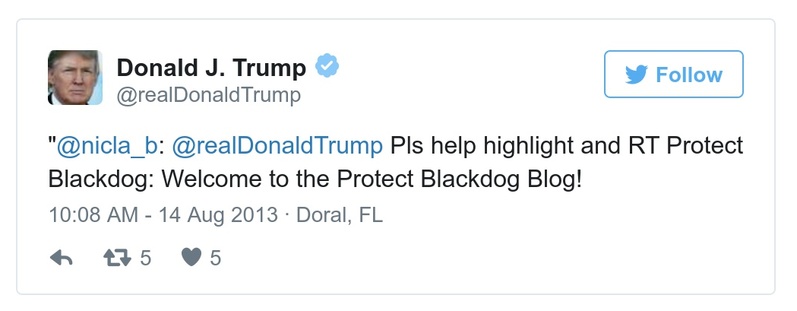 Donald J. Trump
@realDonaldTrump
Follow
"@nicla_b: @realDonaldTrump Pls help highlight and RT Protect
Blackdog: Welcome to the Protect Blackdog Blog!
10:08 AM - 14 Aug 2013 · Doral, FL
5 5